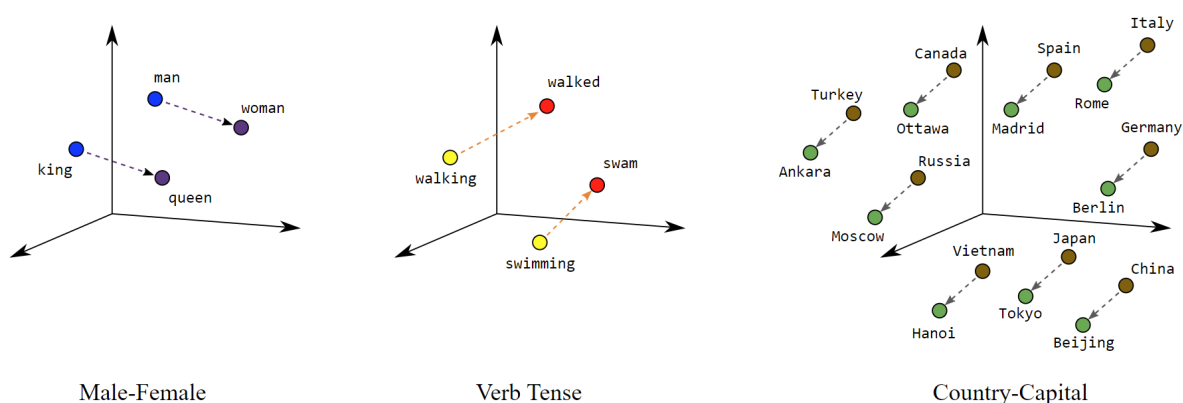 man
woman
king
queen
Male-Female
walked
walking
swam
swimming
Verb Tense
Italy
Canada
Spain
Rome
Turkey
Ottawa
Madrid
Germany
Ankara
Russia
Berlin
Moscow
Vietnam
Japan
China
Hanoi
Tokyo
Beijing
Country-Capital